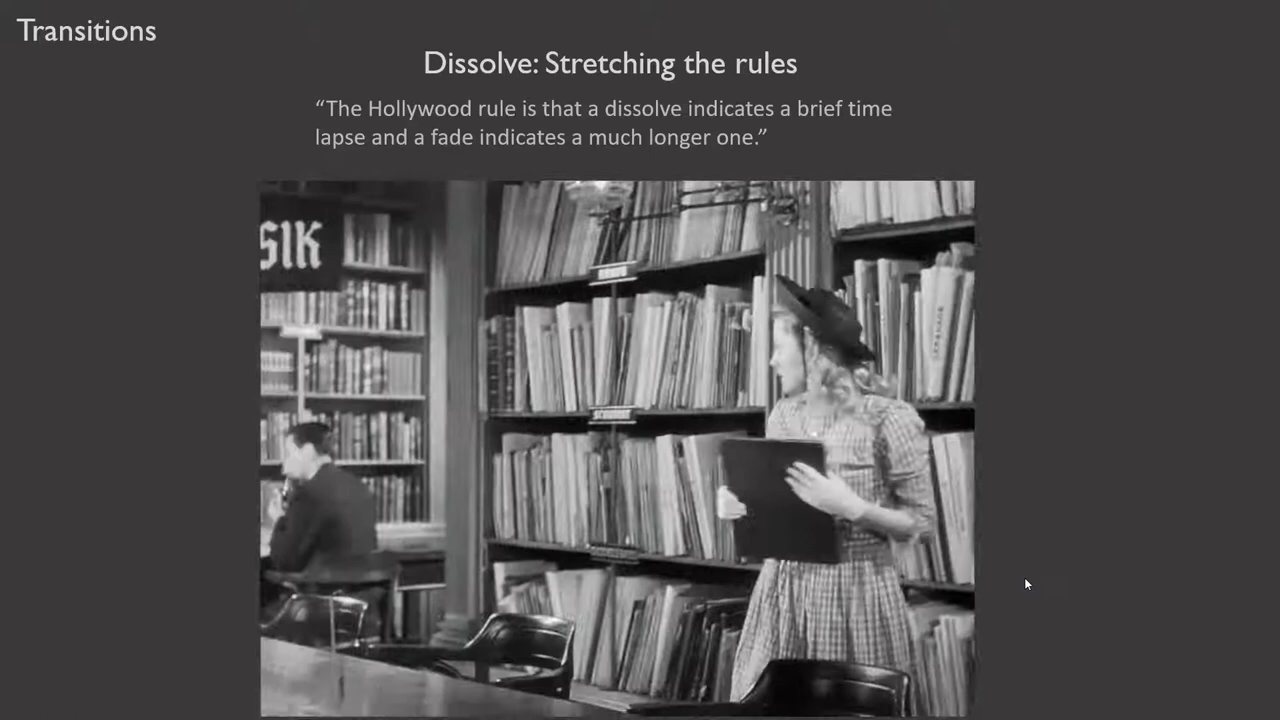 Transitions
Dissolve: Stretching the rules
“The Hollywood rule is that a dissolve indicates a brief time
lapse and a fade indicates a much longer one.”
SIK